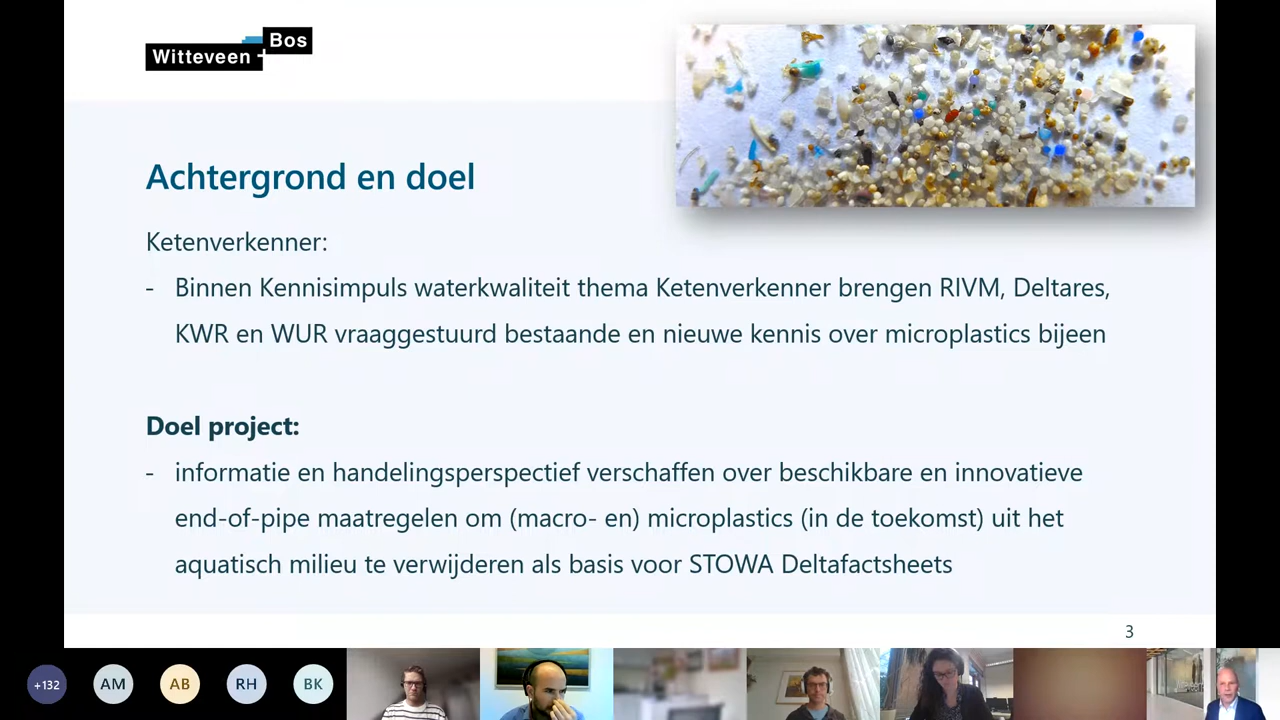 Witteveen + Bos
Achtergrond en doel
Ketenverkenner:
- Binnen Kennisimpuls waterkwaliteit thema Ketenverkenner brengen RIVM, Deltares,
KWR en WUR vraaggestuurd bestaande en nieuwe kennis over microplastics bijeen
Doel project:
- informatie en handelingsperspectief verschaffen over beschikbare en innovatieve
end-of-pipe maatregelen om (macro- en) microplastics (in de toekomst) uit het
aquatisch milieu te verwijderen als basis voor STOWA Deltafactsheets
3
+132 AM AB RH BK